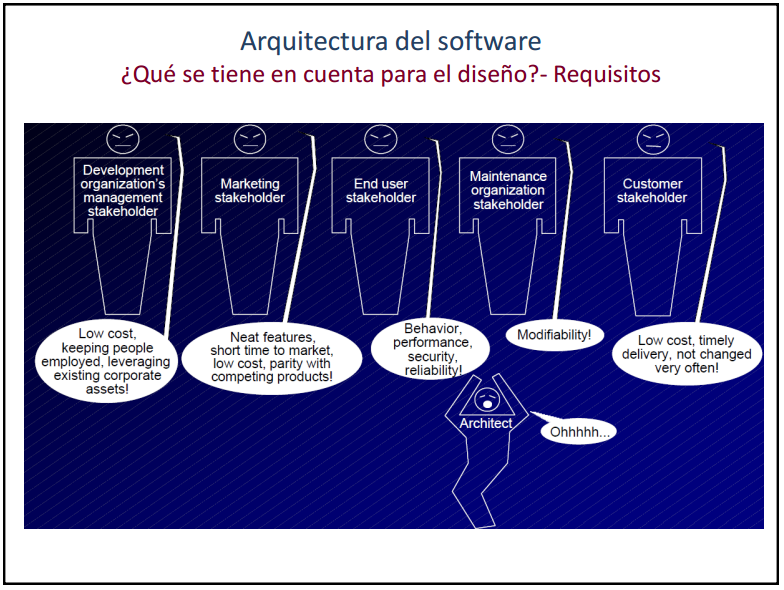 Arquitectura del software
¿Qué se tiene en cuenta para el diseño?- Requisitos
Development
organization's
management
stakeholder
Marketing
stakeholder
End user
stakeholder
Maintenance
organization
stakeholder
Customer
stakeholder
Low cost,
keeping people
employed, leveraging
existing corporate
assets!
Neat features,
short time to market,
low cost, parity with
competing products!
Behavior,
performance,
security,
reliability!
Modifiability!
Low cost, timely
delivery, not changed
very often!
Architect
Ohhhhh...